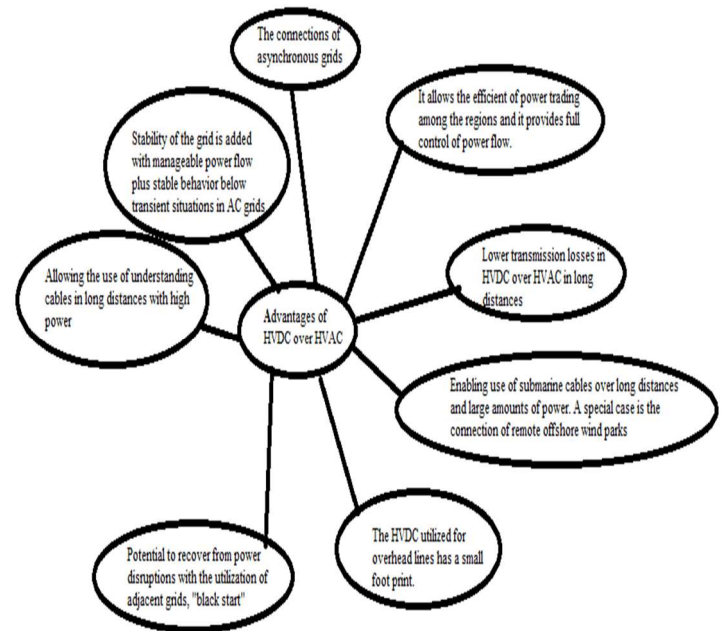 The connections of
asynchronous grids
It allows the efficient of power trading
among the regions and it provides full
control of power flow.
Stability of the grid is added
with manageable power flow
plus stable behavior below
transient situations in AC grids
Lower transmission losses in
HVDC over HVAC in long
distances
Allowing the use of understanding
cables in long distances with high
power
Advantages of
HVDC over HVAC
Enabling use of submarine cables over long distances
and large amounts of power. A special case is the
connection of remote offshore wind parks
The HVDC utilized for
overhead lines has a small
foot print.
Potential to recover from power
disruptions with the utilization of
adjacent grids, "black start"